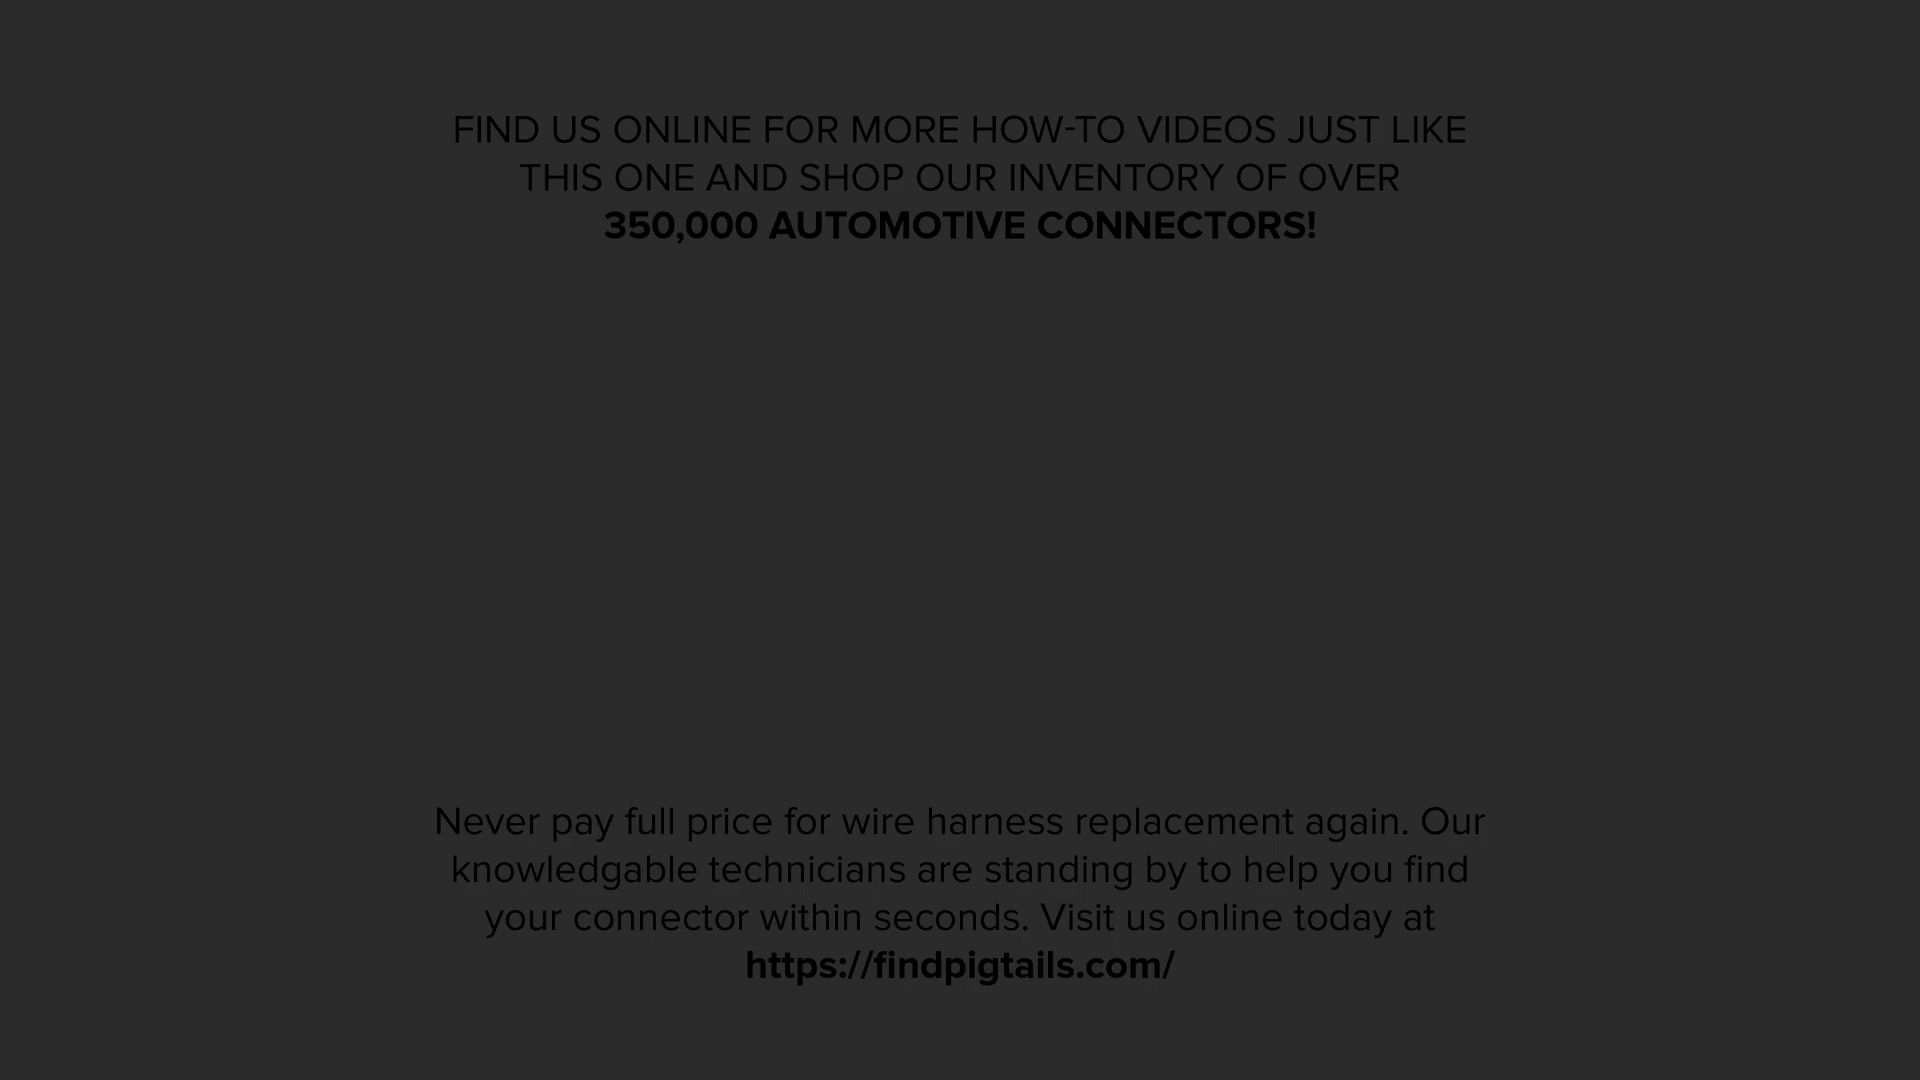 FIND US ONLINE FOR MORE HOW-TO VIDEOS JUST LIKE
THIS ONE AND SHOP OUR INVENTORY OF OVER
350,000 AUTOMOTIVE CONNECTORS!
Never pay full price for wire harness replacement again. Our
knowledgable technicians are standing by to help you find
your connector within seconds. Visit us online today at
https://findpigtails.com/